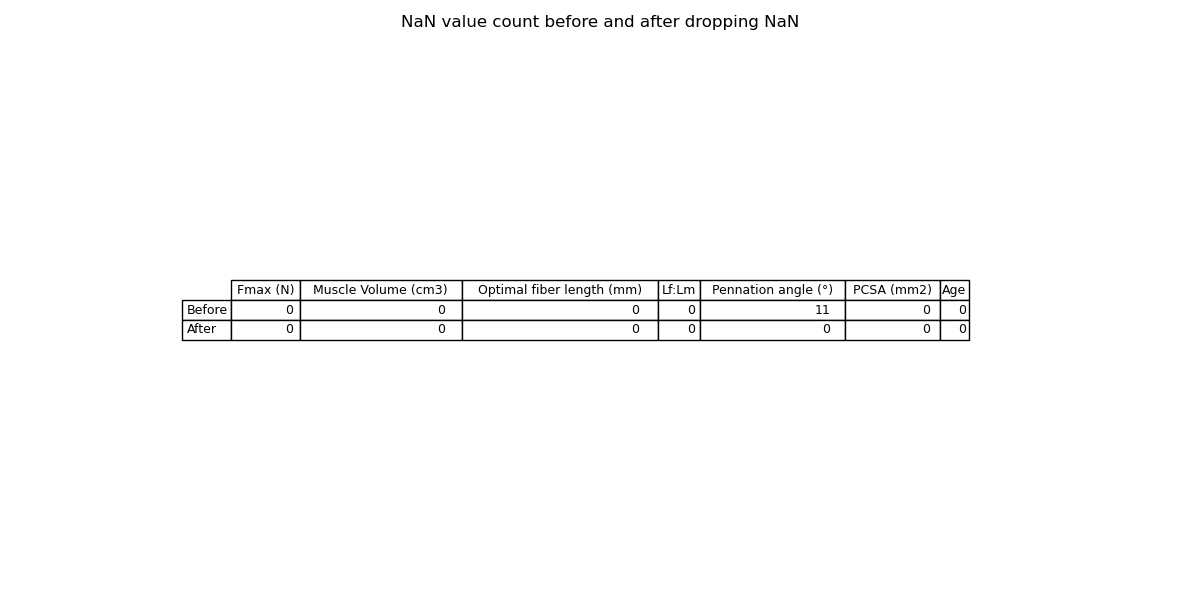 NaN value count before and after dropping NaN
Fmax (N) Muscle Volume (cm3) Optimal fiber length (mm) Lf:Lm Pennation angle (°) PCSA (mm2) Age
Before 0 0 0 0 11 0 0
After 0 0 0 0 0 0 0